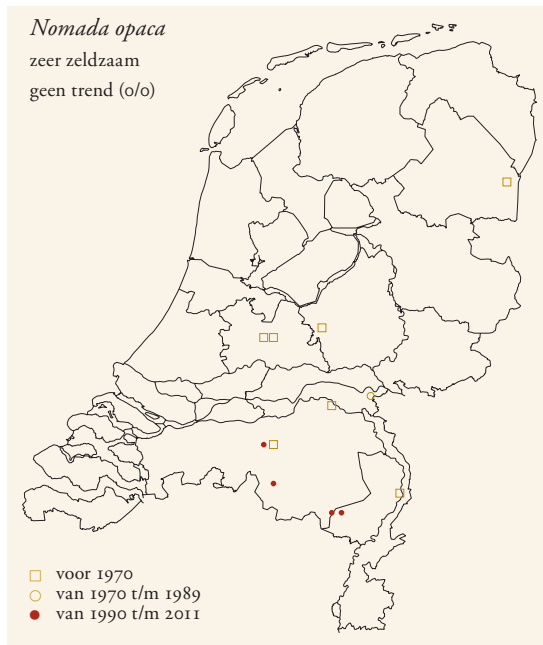 Nomada opaca
zeer zeldzaam
geen trend (0/0)
voor 1970
van 1970 t/m 1989
van 1990 t/m 2011